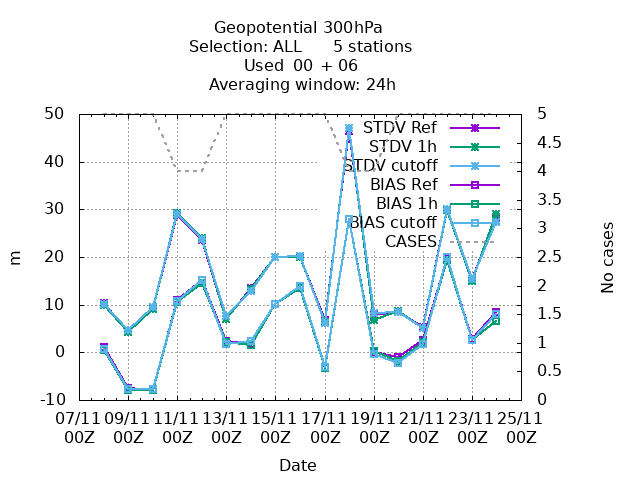 Geopotential 300hPa
Selection: ALL 5 stations
Used 00 + 06
Averaging window: 24h
50
40
30
20
10
0
-10
m
5
4.5
4
3.5
3
2.5
2
1.5
1
0.5
0
No cases
STDV Ref
STDV 1h
STDV cutoff
BIAS Ref
BIAS 1h
BIAS cutoff
CASES
07/11 09/11 11/11 13/11 15/11 17/11 19/11 21/11 23/11 25/11
00Z 00Z 00Z 00Z 00Z 00Z 00Z 00Z 00Z 00Z
Date